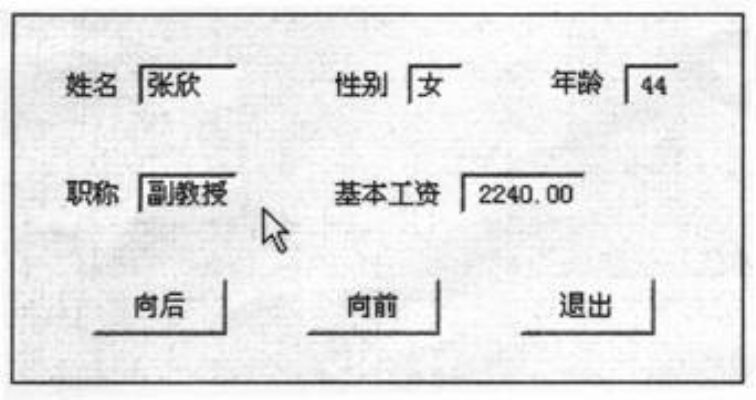 姓名 张欣 性别 女 年龄 44
职称 副教授 基本工资 2240.00
向后 向前 退出